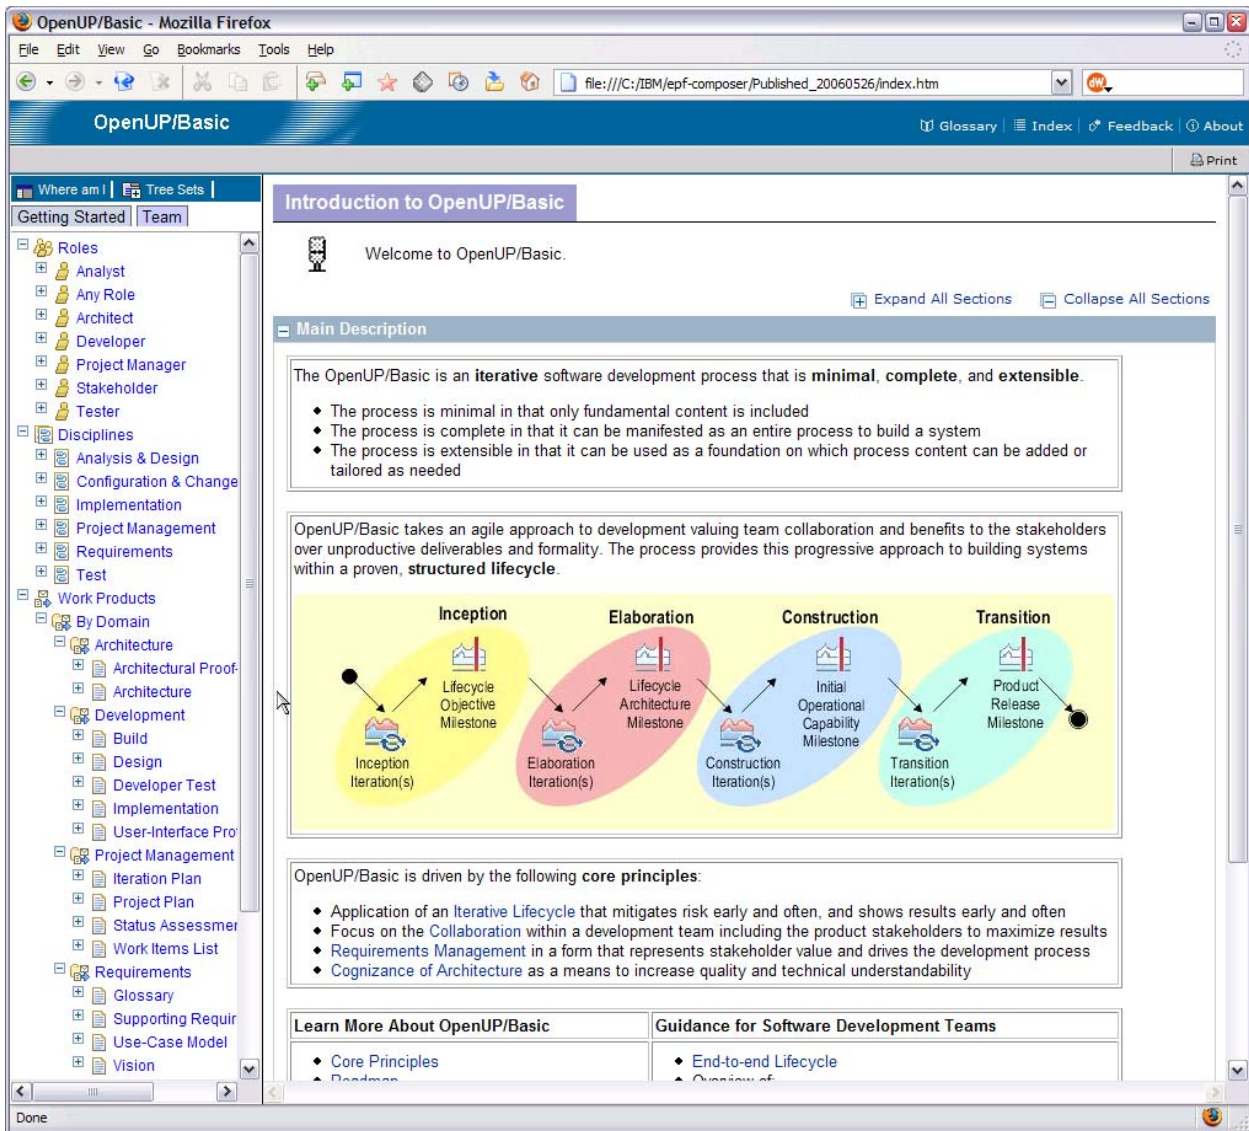 OpenUP/Basic - Mozilla Firefox
File Edit View Go Bookmarks Tools Help
file:///C:/IBM/epf-composer/Published_20060526/index.htm
dW
OpenUP/Basic
Glossary Index Feedback About
Print
Where am I Tree Sets
Getting Started Team
Roles
Analyst
Any Role
Architect
Developer
Project Manager
Stakeholder
Tester
Disciplines
Analysis & Design
Configuration & Change
Implementation
Project Management
Requirements
Test
Work Products
By Domain
Architecture
Architectural Proof-
Architecture
Development
Build
Design
Developer Test
Implementation
User-Interface Pro
Project Management
Iteration Plan
Project Plan
Status Assessmen
Work Items List
Requirements
Glossary
Supporting Requir
Use-Case Model
Vision
Introduction to OpenUP/Basic
Welcome to OpenUP/Basic.
Expand All Sections Collapse All Sections
Main Description
The OpenUP/Basic is an iterative software development process that is minimal, complete, and extensible.
The process is minimal in that only fundamental content is included
The process is complete in that it can be manifested as an entire process to build a system
The process is extensible in that it can be used as a foundation on which process content can be added or
tailored as needed
OpenUP/Basic takes an agile approach to development valuing team collaboration and benefits to the stakeholders
over unproductive deliverables and formality. The process provides this progressive approach to building systems
within a proven, structured lifecycle.
Inception Elaboration Construction Transition
Lifecycle
Objective
Milestone
Lifecycle
Architecture
Milestone
Initial
Operational
Capability
Milestone
Product
Release
Milestone
Inception
Iteration(s)
Elaboration
Iteration(s)
Construction
Iteration(s)
Transition
Iteration(s)
OpenUP/Basic is driven by the following core principles:
Application of an Iterative Lifecycle that mitigates risk early and often, and shows results early and often
Focus on the Collaboration within a development team including the product stakeholders to maximize results
Requirements Management in a form that represents stakeholder value and drives the development process
Cognizance of Architecture as a means to increase quality and technical understandability
Learn More About OpenUP/Basic Guidance for Software Development Teams
Core Principles End-to-end Lifecycle
Roadmap Overview of:
Done